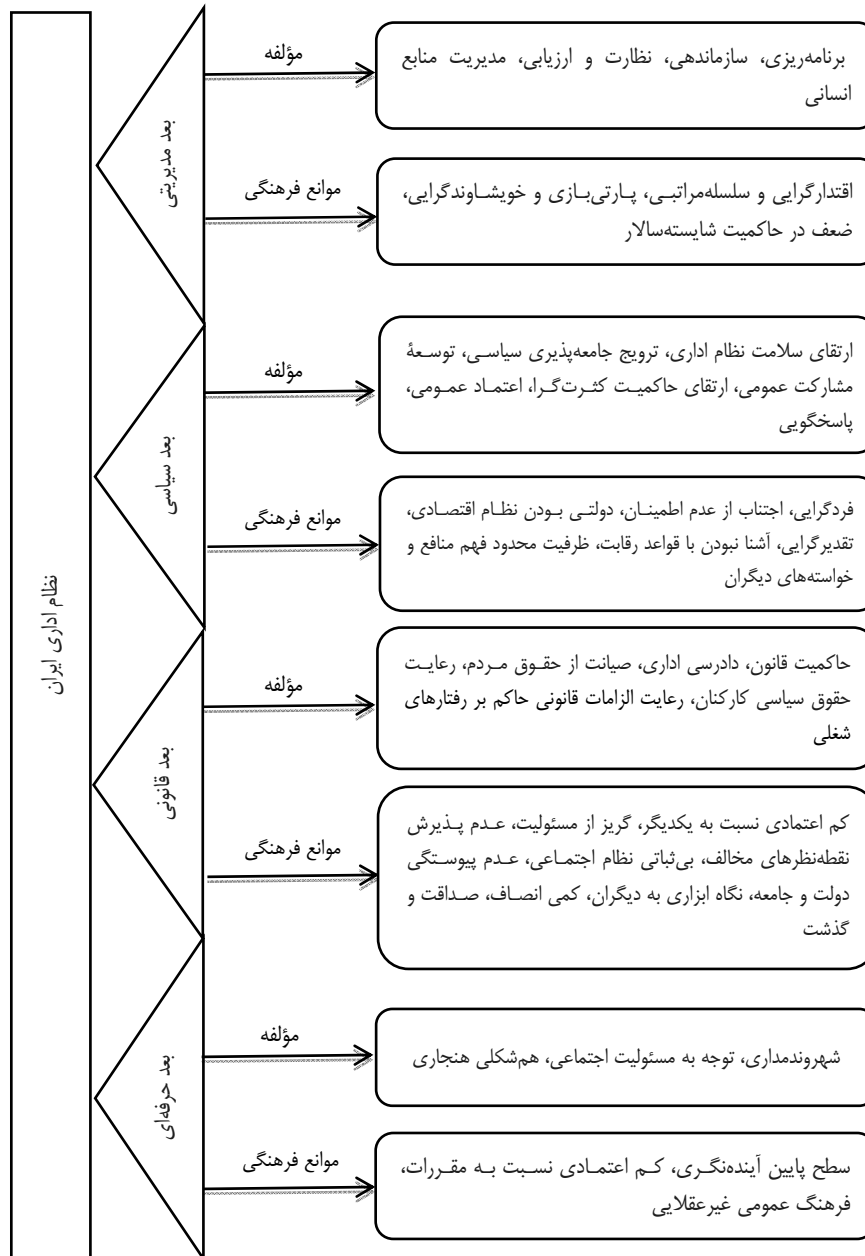 نظام اداری ایران
بعد مدیریتی
مؤلفه
برنامه‌ریزی، سازماندهی، نظارت و ارزیابی، مدیریت منابع
انسانی
موانع فرهنگی
اقتدارگرایی و سلسله‌مراتبی، پارتی‌بازی و خویشاوندگرایی،
ضعف در حاکمیت شایسته‌سالار
بعد سیاسی
مؤلفه
ارتقای سلامت نظام اداری، ترویج جامعه‌پذیری سیاسی، توسعۀ
مشارکت عمومی، ارتقای حاکمیت کثرت‌گرا، اعتماد عمومی،
پاسخگویی
موانع فرهنگی
فردگرایی، اجتناب از عدم اطمینان، دولتی بودن نظام اقتصادی،
تقدیرگرایی، آشنا نبودن با قواعد رقابت، ظرفیت محدود فهم منافع و
خواسته‌های دیگران
بعد قانونی
مؤلفه
حاکمیت قانون، دادرسی اداری، صیانت از حقوق مردم، رعایت
حقوق سیاسی کارکنان، رعایت الزامات قانونی حاکم بر رفتارهای
شغلی
موانع فرهنگی
کم اعتمادی نسبت به یکدیگر، گریز از مسئولیت، عدم پذیرش
نقطه‌نظرهای مخالف، بی‌ثباتی نظام اجتماعی، عدم پیوستگی
دولت و جامعه، نگاه ابزاری به دیگران، کمی انصاف، صداقت و
گذشت
بعد حرفه‌ای
مؤلفه
شهروندمداری، توجه به مسئولیت اجتماعی، هم‌شکلی هنجاری
موانع فرهنگی
سطح پایین آینده‌نگری، کم اعتمادی نسبت به مقررات،
فرهنگ عمومی غیرعقلایی